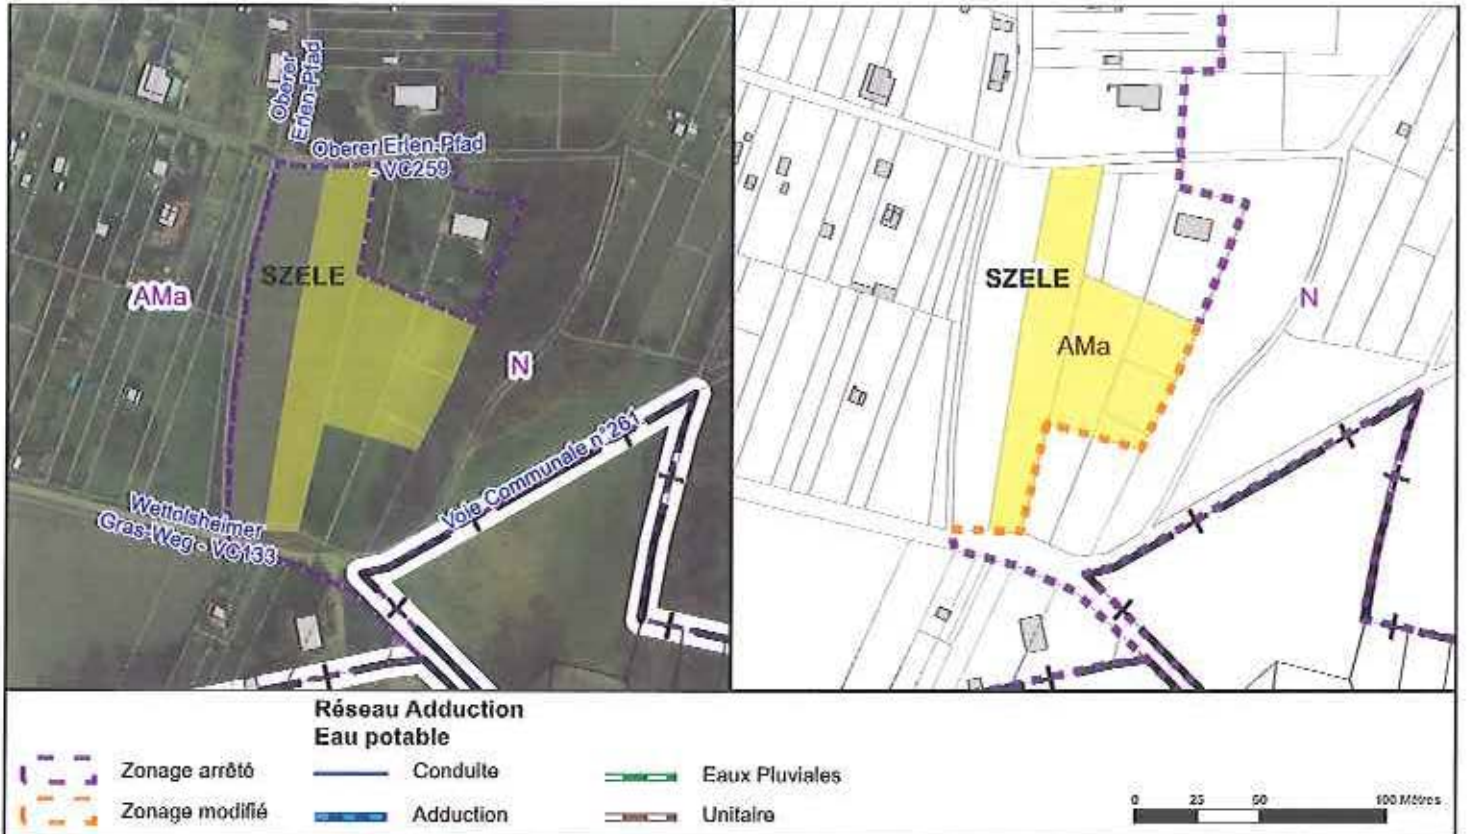 Oberer
Erlen-Pfad
Oberer Erlen-Pfad
- VC259
SZELE
AMa
N
Voie Communale n°261
Wettolsheimer
Gras-Weg - VC133
SZELE
AMa
N
Réseau Adduction
Eau potable
Zonage arrêté
Conduite
Eaux Pluviales
Zonage modifié
Adduction
Unitaire
0 25 50 100 Mètres